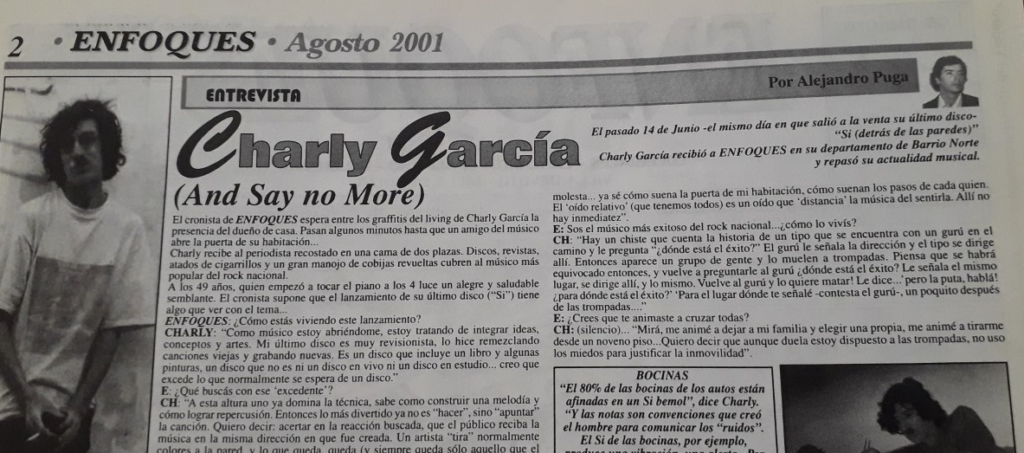 2 • ENFOQUES • Agosto 2001
ENTREVISTA
Por Alejandro Puga
Charly García
(And Say no More)
El pasado 14 de Junio -el mismo día en que salió a la venta su último disco-
"Si (detrás de las paredes)"
Charly García recibió a ENFOQUES en su departamento de Barrio Norte
y repasó su actualidad musical.
El cronista de ENFOQUES espera entre los graffitis del living de Charly García la
presencia del dueño de casa. Pasan algunos minutos hasta que un amigo del músico
abre la puerta de su habitación...
Charly recibe al periodista recostado en una cama de dos plazas. Discos, revistas,
atados de cigarrillos y un gran manojo de cobijas revueltas cubren al músico más
popular del rock nacional.
A los 49 años, quien empezó a tocar el piano a los 4 luce un alegre y saludable
semblante. El cronista supone que el lanzamiento de su último disco ("Si") tiene
algo que ver con el tema...
ENFOQUES: ¿Cómo estás viviendo este lanzamiento?
CHARLY: "Como músico estoy abriéndome, estoy tratando de integrar ideas,
conceptos y artes. Mi último disco es muy revisionista, lo hice remezclando
canciones viejas y grabando nuevas. Es un disco que incluye un libro y algunas
pinturas, un disco que no es ni un disco en vivo ni un disco en estudio... creo que
excede lo que normalmente se espera de un disco."
E: ¿Qué buscás con ese 'excedente'?
CH: "A esta altura uno ya domina la técnica, sabe como construir una melodía y
cómo lograr repercusión. Entonces lo más divertido ya no es "hacer", sino "apuntar"
la canción. Quiero decir: acertar en la reacción buscada, que el público reciba la
música en la misma dirección en que fue creada. Un artista "tira" normalmente
colores a la pared, y lo que queda, queda (y siempre queda sólo aquello que el
molesta... ya sé cómo suena la puerta de mi habitación, cómo suenan los pasos de cada quien.
El 'oído relativo' (que tenemos todos) es un oído que 'distancia' la música del sentirla. Allí no
hay inmediatez".
E: Sos el músico más exitoso del rock nacional...¿cómo lo vivís?
CH: "Hay un chiste que cuenta la historia de un tipo que se encuentra con un gurú en el
camino y le pregunta "¿dónde está el éxito?" El gurú le señala la dirección y el tipo se dirige
allí. Entonces aparece un grupo de gente y lo muelen a trompadas. Piensa que se habrá
equivocado entonces, y vuelve a preguntarle al gurú ¿dónde está el éxito? Le señala el mismo
lugar, se dirige allí, y lo mismo. Vuelve al gurú y lo quiere matar! Le dice...'pero la puta, hablá!
¿para dónde está el éxito?' 'Para el lugar dónde te señalé -contesta el gurú-, un poquito después
de las trompadas...."
E: ¿Crees que te animaste a cruzar todas?
CH: (silencio)... "Mirá, me animé a dejar a mi familia y elegir una propia, me animé a tirarme
desde un noveno piso...Quiero decir que aunque duela estoy dispuesto a las trompadas, no uso
los miedos para justificar la inmovilidad".
BOCINAS
"El 80% de las bocinas de los autos están
afinadas en un Si bemol", dice Charly.
"Y las notas son convenciones que creó
el hombre para comunicar los "ruidos".
El Si de las bocinas, por ejemplo,